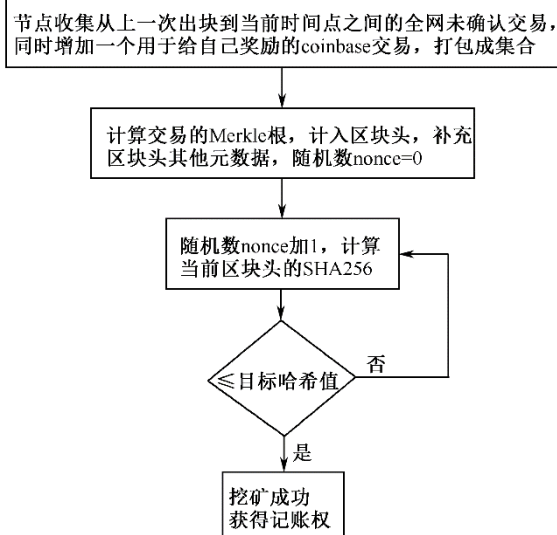 节点收集从上一次出块到当前时间点之间的全网未确认交易,
同时增加一个用于给自己奖励的coinbase交易，打包成集合
计算交易的Merkle根，计入区块头，补充
区块头其他元数据，随机数nonce=0
随机数nonce加1，计算
当前区块头的SHA256
≤目标哈希值
否
是
挖矿成功
获得记账权